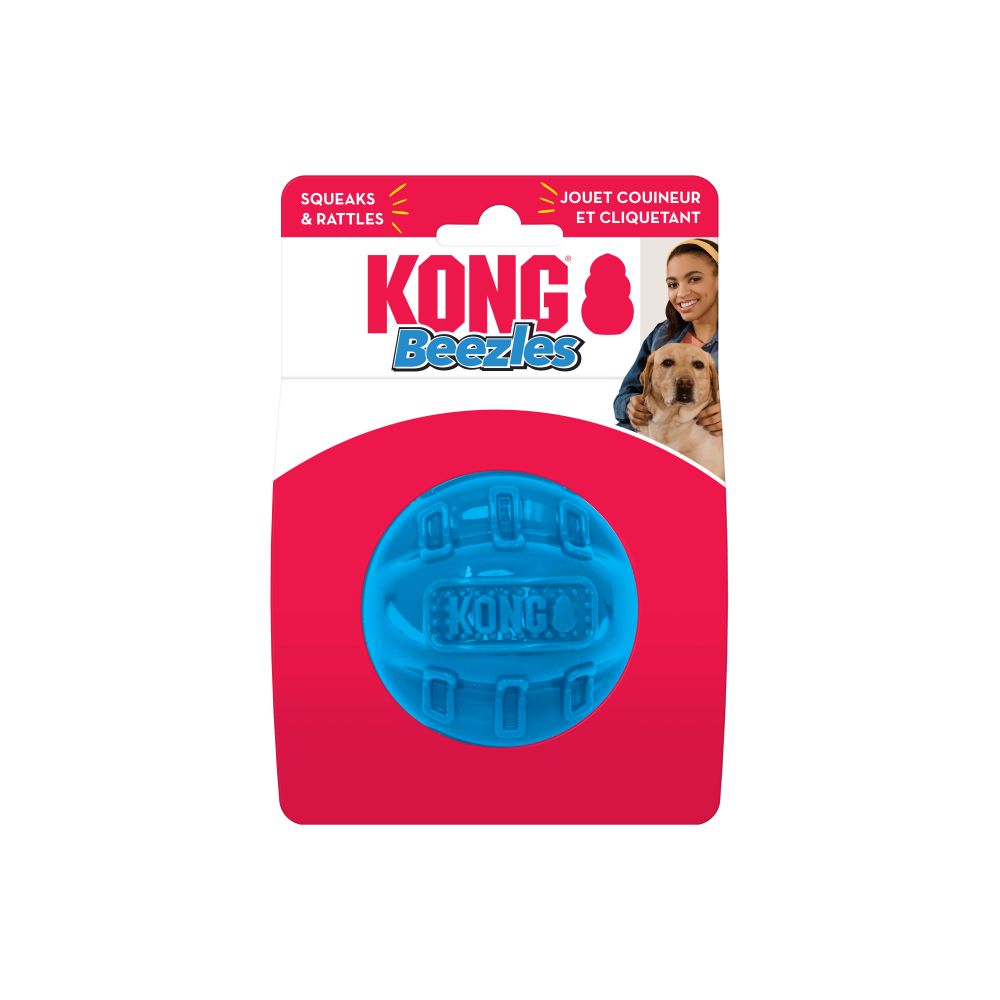 SQUEAKS
& RATTLES
JOUET COUINEUR
ET CLIQUETANT
KONG®
Beezles
KONG